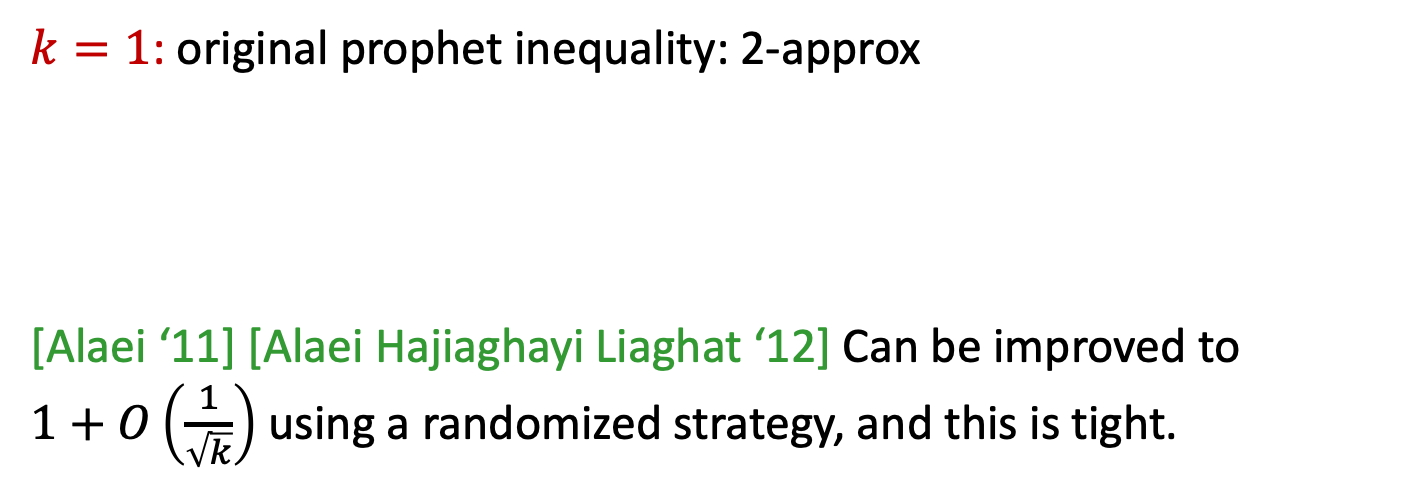 k = 1: original prophet inequality: 2-approx
[Alaei ‘11] [Alaei Hajiaghayi Liaghat ‘12] Can be improved to
1 + O (1/√k) using a randomized strategy, and this is tight.